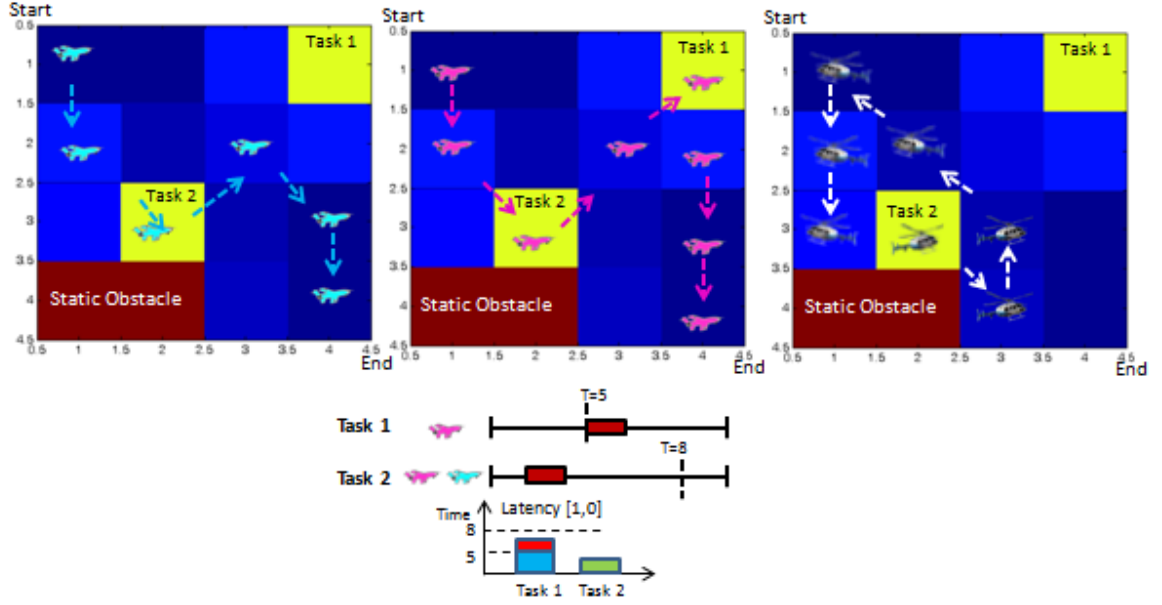 Start
Start
Start
0.5
Task 1
1
1.5
2
2.5
Task 2
3
3.5
Static Obstacle
4
4.5
0.5 1 1.5 2 2.5 3 3.5 4 4.5
End
0.5
Task 1
1
1.5
2
2.5
Task 2
3
3.5
Static Obstacle
4
4.5
0.5 1 1.5 2 2.5 3 3.5 4 4.5
End
0.5
Task 1
1
1.5
2
2.5
Task 2
3
3.5
Static Obstacle
4
4.5
0.5 1 1.5 2 2.5 3 3.5 4 4.5
End
T=5
Task 1
T=8
Task 2
Time
Latency [1,0]
8
5
Task 1 Task 2